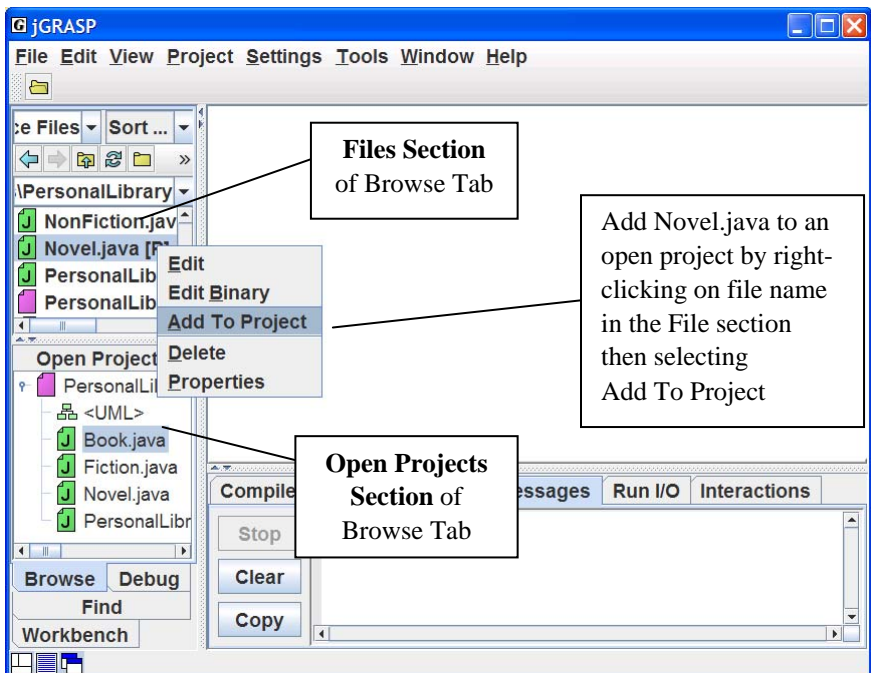 jGRASP
File Edit View Project Settings Tools Window Help
:e Files Sort ...
»
\PersonalLibrary
NonFiction.jav
Novel.java [P]
PersonalLib
PersonalLib
Edit
Edit Binary
Add To Project
Delete
Properties
Files Section
of Browse Tab
Add Novel.java to an
open project by right-
clicking on file name
in the File section
then selecting
Add To Project
Open Project
PersonalLi
<UML>
Book.java
Fiction.java
Novel.java
PersonalLibr
Open Projects
Section of
Browse Tab
Compile essages Run I/O Interactions
Stop
Clear
Copy
Browse Debug
Find
Workbench